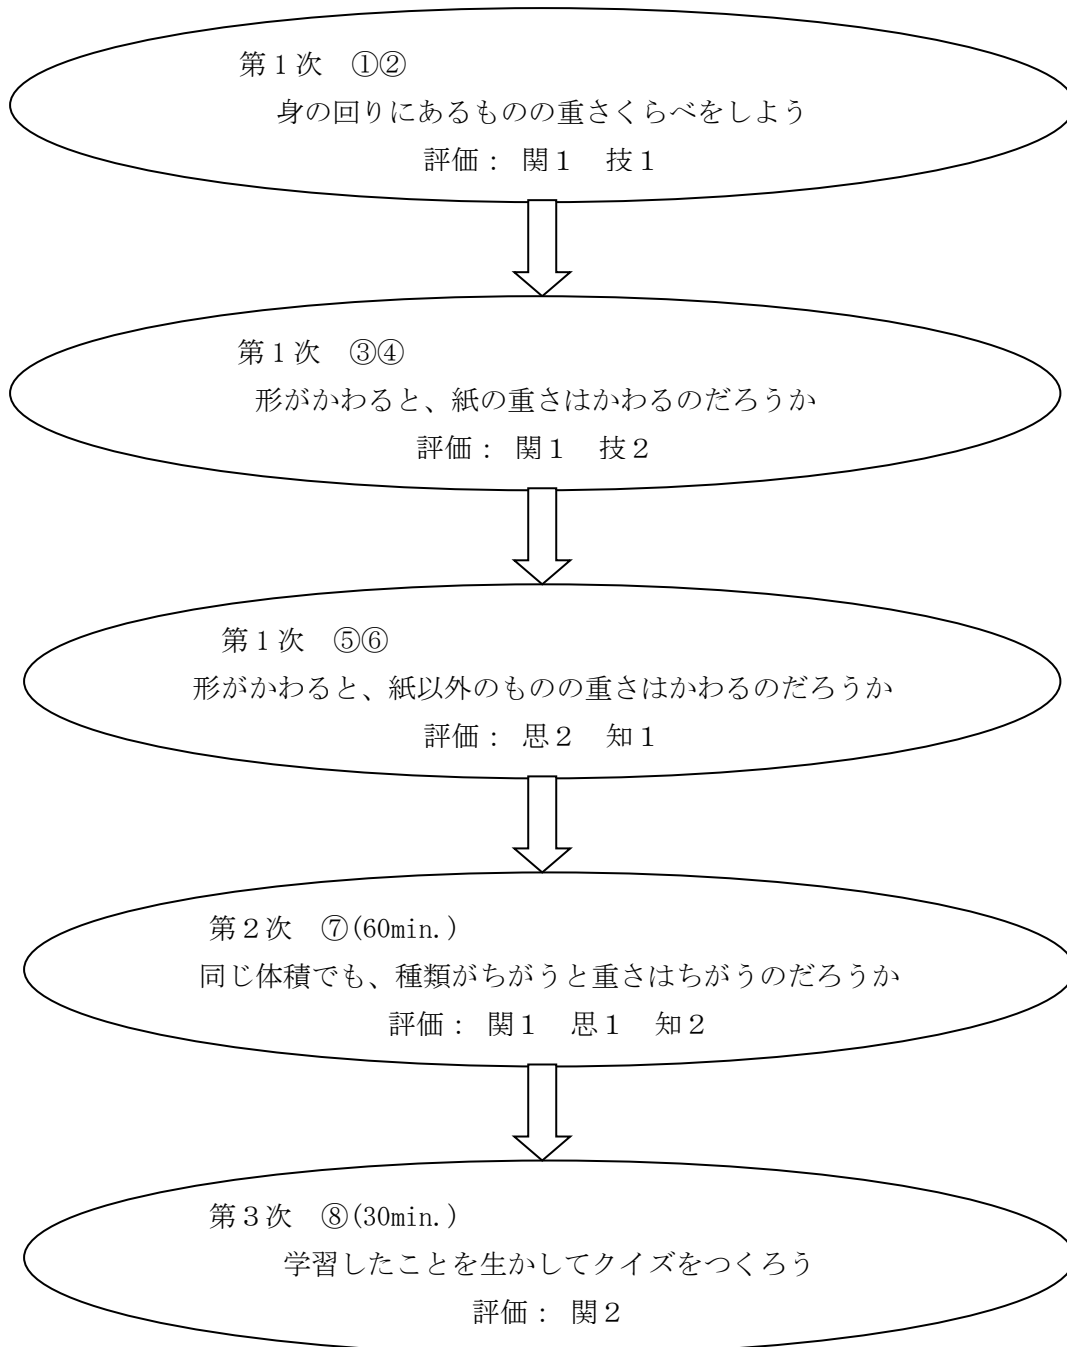 第１次　①②
身の回りにあるものの重さくらべをしよう
評価： 関１　技１
第１次　③④
形がかわると、紙の重さはかわるのだろうか
評価： 関１　技２
第１次　⑤⑥
形がかわると、紙以外のものの重さはかわるのだろうか
評価： 思２　知１
第２次　⑦(60min.)
同じ体積でも、種類がちがうと重さはちがうのだろうか
評価： 関１　思１　知２
第３次　⑧(30min.)
学習したことを生かしてクイズをつくろう
評価： 関２